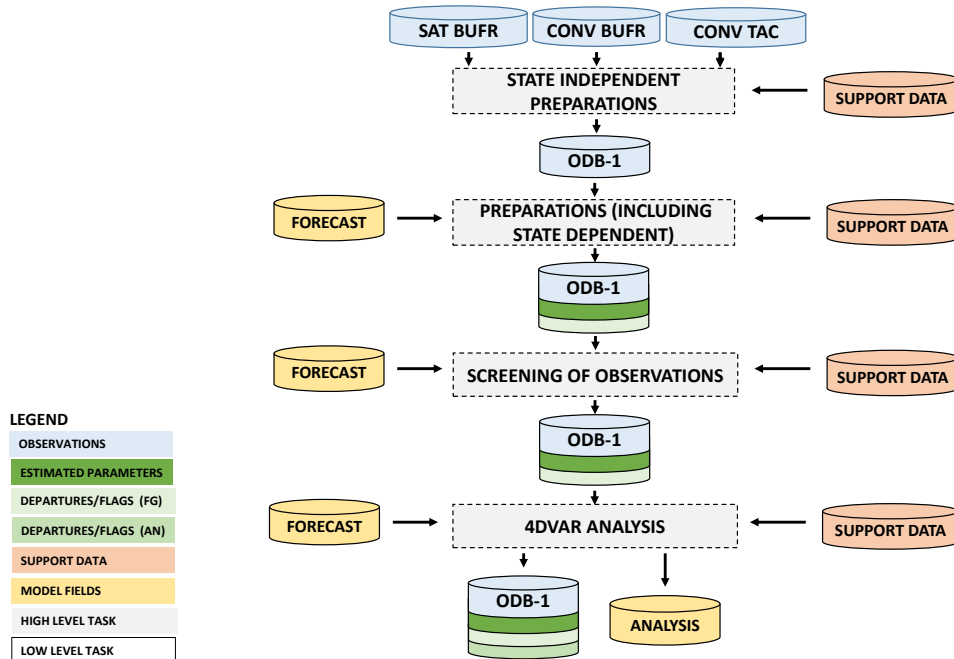 SAT BUFR
CONV BUFR
CONV TAC
STATE INDEPENDENT
PREPARATIONS
SUPPORT DATA
ODB-1
FORECAST
PREPARATIONS (INCLUDING
STATE DEPENDENT)
SUPPORT DATA
ODB-1
FORECAST
SCREENING OF OBSERVATIONS
SUPPORT DATA
ODB-1
FORECAST
4DVAR ANALYSIS
SUPPORT DATA
ODB-1
ANALYSIS
LEGEND
OBSERVATIONS
ESTIMATED PARAMETERS
DEPARTURES/FLAGS (FG)
DEPARTURES/FLAGS (AN)
SUPPORT DATA
MODEL FIELDS
HIGH LEVEL TASK
LOW LEVEL TASK